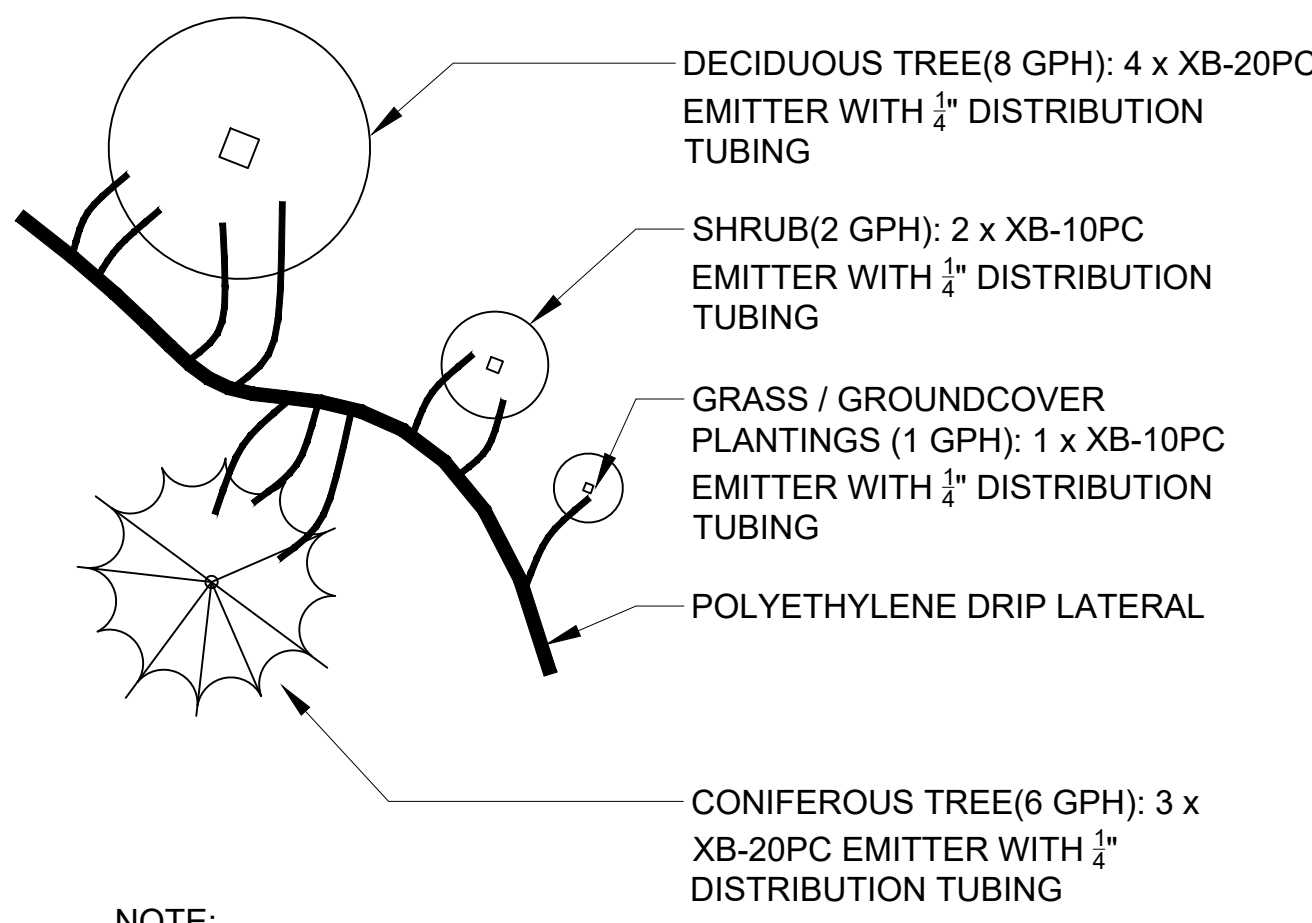 DECIDUOUS TREE(8 GPH): 4 x XB-20PC
EMITTER WITH 1/4" DISTRIBUTION
TUBING
SHRUB(2 GPH): 2 x XB-10PC
EMITTER WITH 1/4" DISTRIBUTION
TUBING
GRASS / GROUNDCOVER
PLANTINGS (1 GPH): 1 x XB-10PC
EMITTER WITH 1/4" DISTRIBUTION
TUBING
POLYETHYLENE DRIP LATERAL
CONIFEROUS TREE(6 GPH): 3 x
XB-20PC EMITTER WITH 1/4"
DISTRIBUTION TUBING
NOTE: